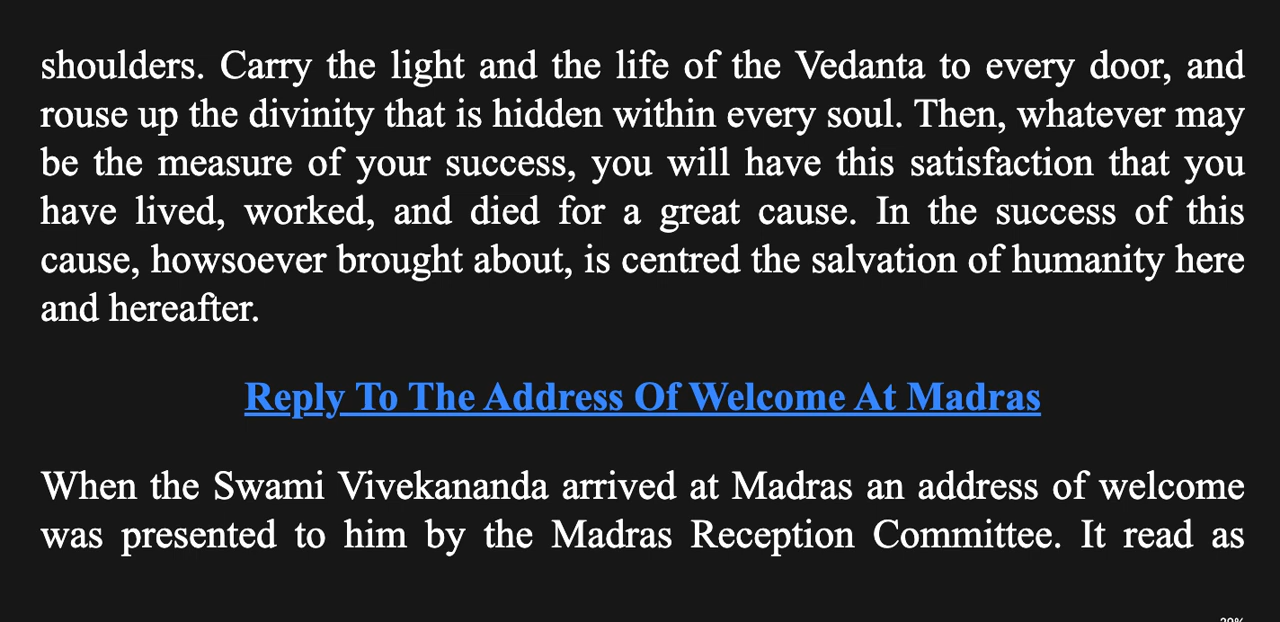 shoulders. Carry the light and the life of the Vedanta to every door, and
rouse up the divinity that is hidden within every soul. Then, whatever may
be the measure of your success, you will have this satisfaction that you
have lived, worked, and died for a great cause. In the success of this
cause, howsoever brought about, is centred the salvation of humanity here
and hereafter.
Reply To The Address Of Welcome At Madras
When the Swami Vivekananda arrived at Madras an address of welcome
was presented to him by the Madras Reception Committee. It read as